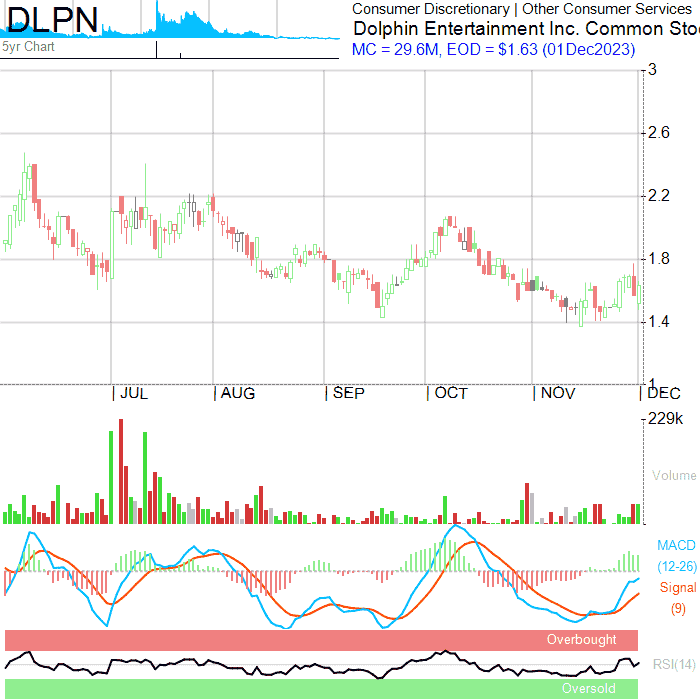 DLPN
5yr Chart
Consumer Discretionary | Other Consumer Services
Dolphin Entertainment Inc. Common Sto
MC = 29.6M, EOD = $1.63 (01Dec2023)
3
2.6
2.2
1.8
1.4
1
JUL
AUG
SEP
OCT
NOV
DEC
229k
Volume
MACD
(12-26)
Signal
(9)
Overbought
RSI(14)
Oversold